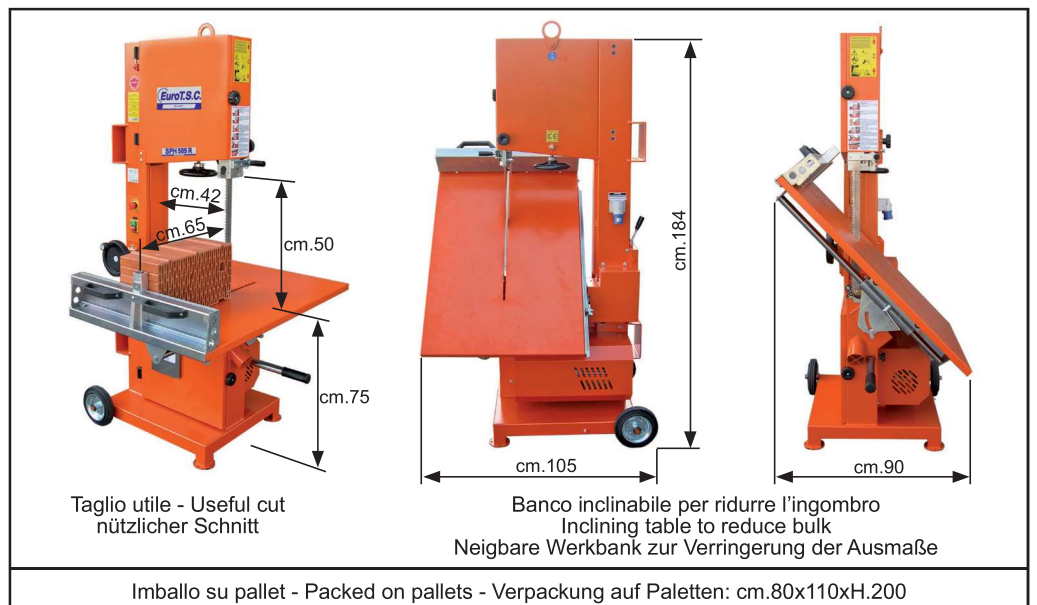 EuroT.S.C.
SPH 505 R
cm.42
cm.65
cm.50
cm.75
CE
cm.184
cm.105
cm.90
Taglio utile - Useful cut
nützlicher Schnitt
Banco inclinabile per ridurre l’ingombro
Inclining table to reduce bulk
Neigbare Werkbank zur Verringerung der Ausmaße
Imballo su pallet - Packed on pallets - Verpackung auf Paletten: cm.80x110xH.200